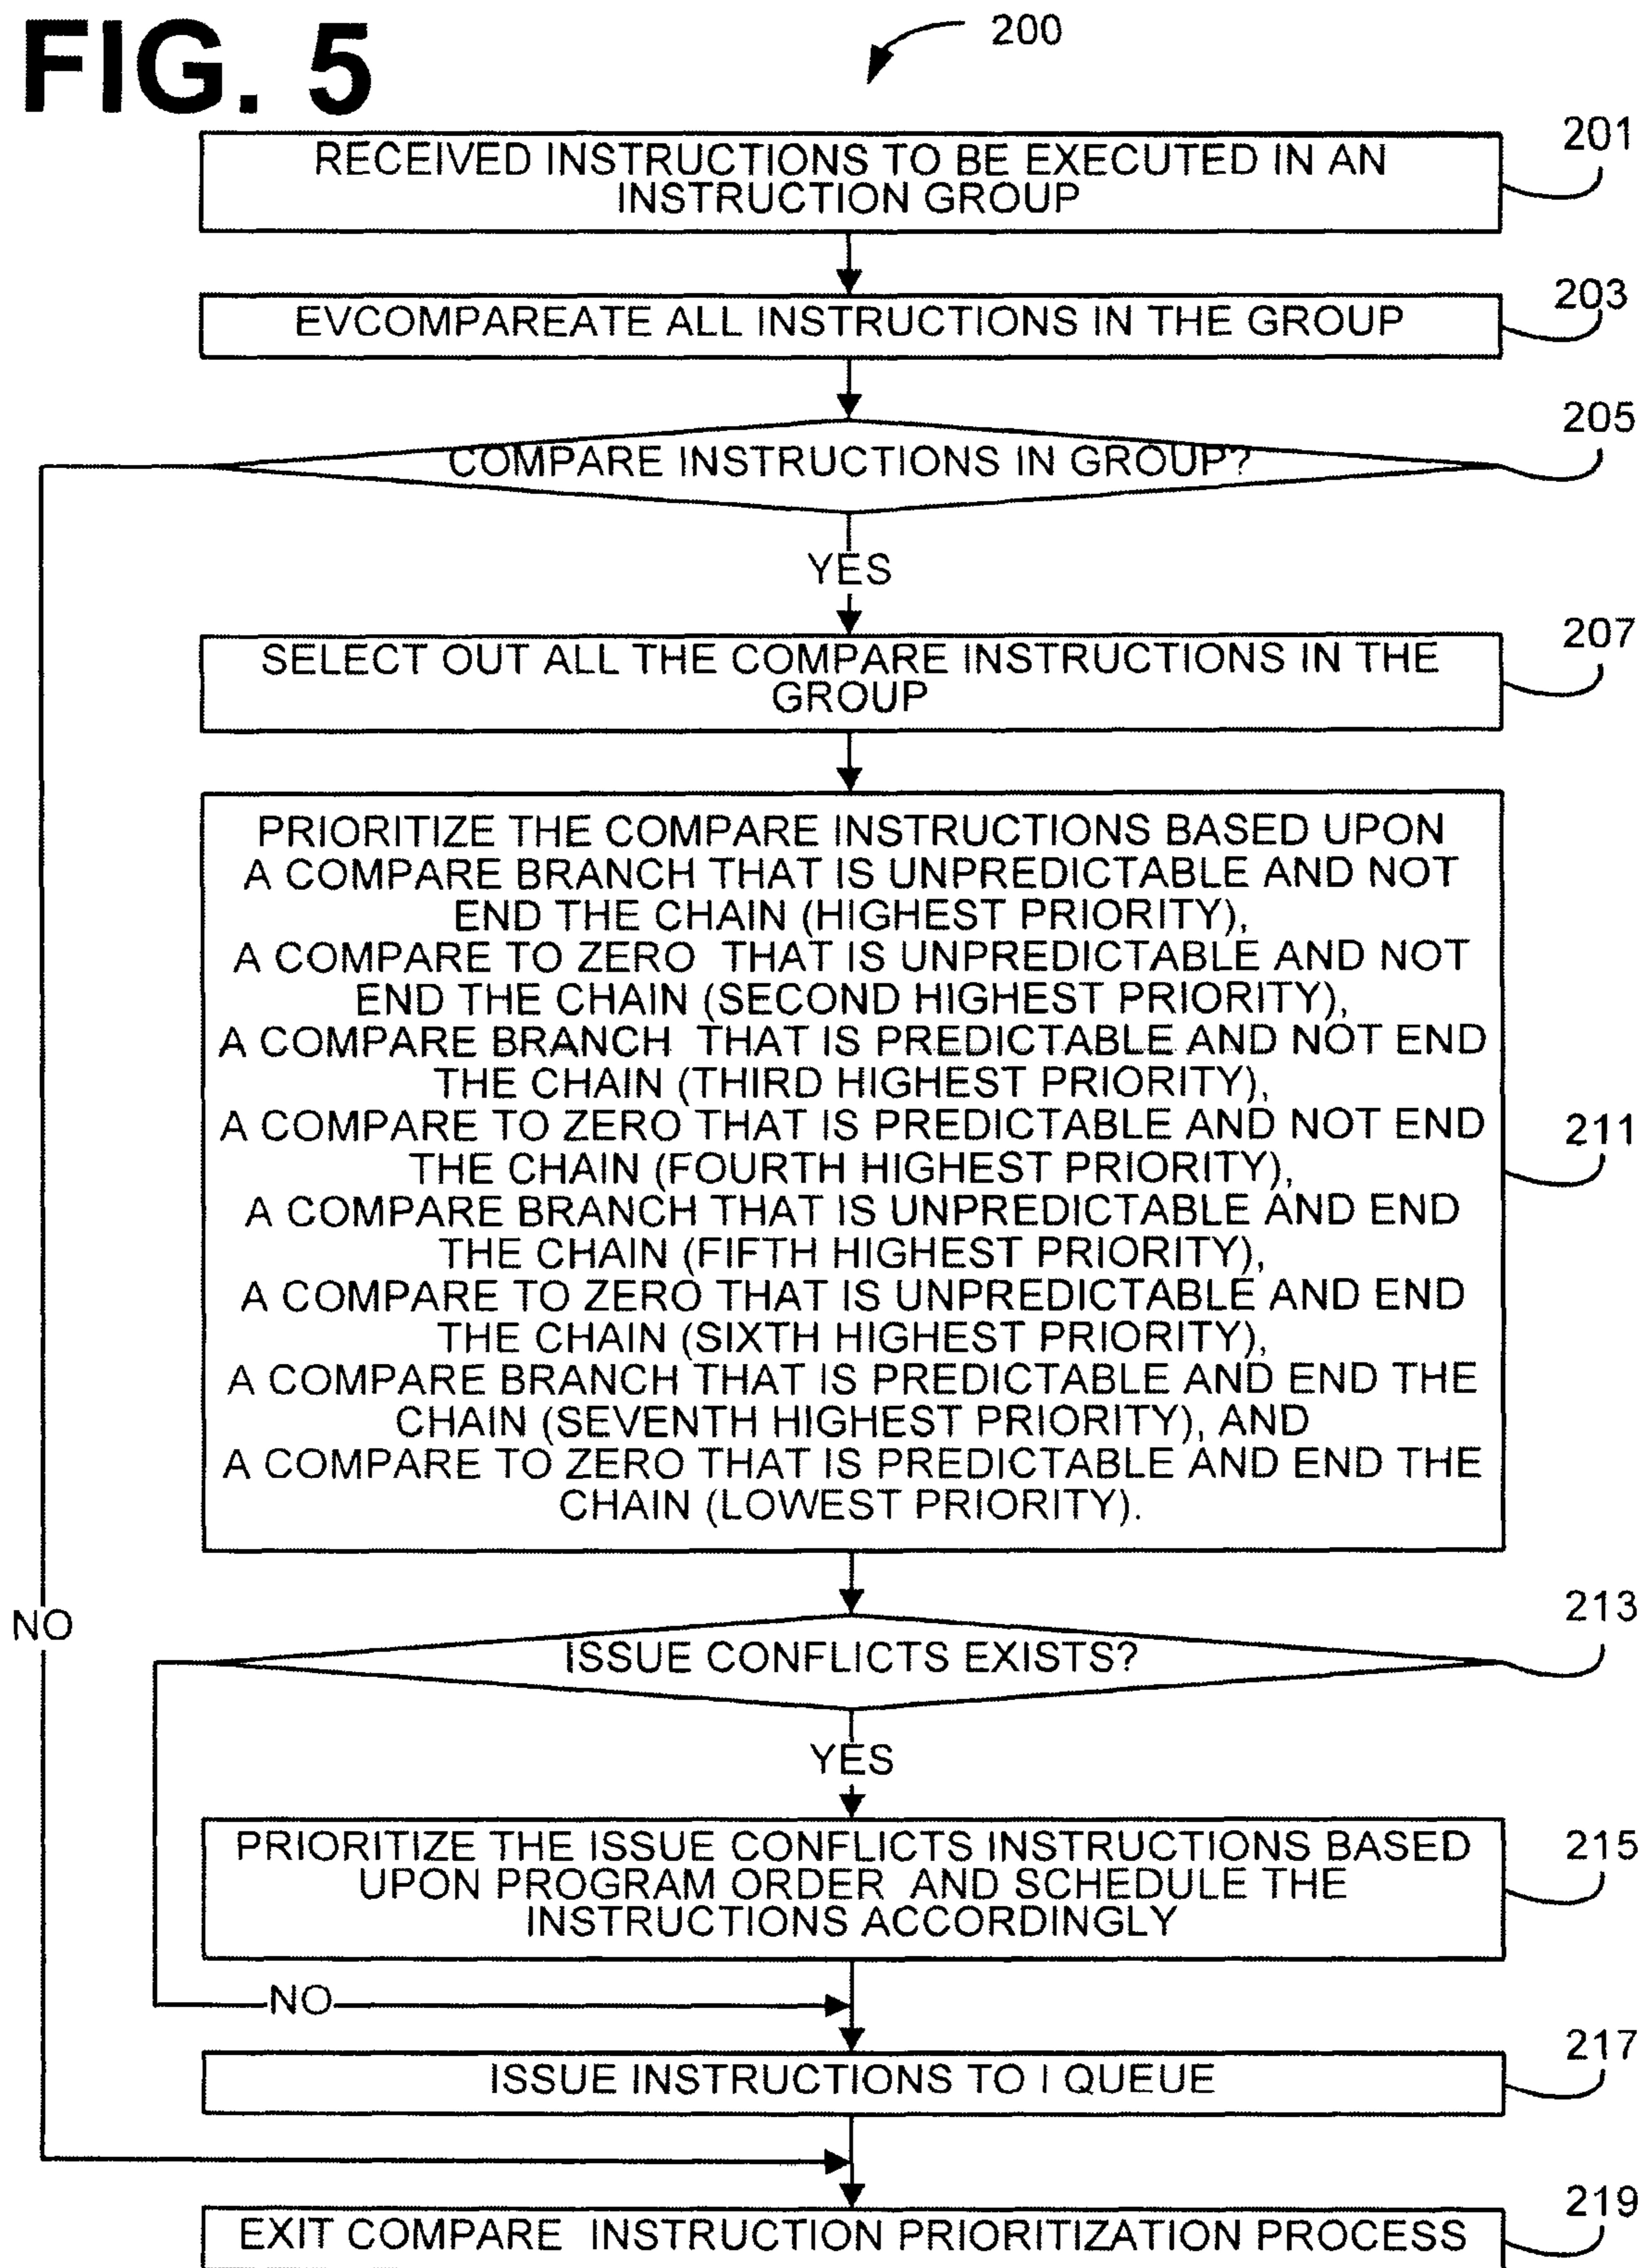 FIG. 5
200
RECEIVED INSTRUCTIONS TO BE EXECUTED IN AN
INSTRUCTION GROUP
201
EVCOMPAREATE ALL INSTRUCTIONS IN THE GROUP
203
COMPARE INSTRUCTIONS IN GROUP?
205
YES
SELECT OUT ALL THE COMPARE INSTRUCTIONS IN THE
GROUP
207
PRIORITIZE THE COMPARE INSTRUCTIONS BASED UPON
A COMPARE BRANCH THAT IS UNPREDICTABLE AND NOT
END THE CHAIN (HIGHEST PRIORITY),
A COMPARE TO ZERO THAT IS UNPREDICTABLE AND NOT
END THE CHAIN (SECOND HIGHEST PRIORITY),
A COMPARE BRANCH THAT IS PREDICTABLE AND NOT END
THE CHAIN (THIRD HIGHEST PRIORITY),
A COMPARE TO ZERO THAT IS PREDICTABLE AND NOT END
THE CHAIN (FOURTH HIGHEST PRIORITY),
A COMPARE BRANCH THAT IS UNPREDICTABLE AND END
THE CHAIN (FIFTH HIGHEST PRIORITY),
A COMPARE TO ZERO THAT IS UNPREDICTABLE AND END
THE CHAIN (SIXTH HIGHEST PRIORITY),
A COMPARE BRANCH THAT IS PREDICTABLE AND END THE
CHAIN (SEVENTH HIGHEST PRIORITY), AND
A COMPARE TO ZERO THAT IS PREDICTABLE AND END THE
CHAIN (LOWEST PRIORITY).
211
NO
ISSUE CONFLICTS EXISTS?
213
YES
PRIORITIZE THE ISSUE CONFLICTS INSTRUCTIONS BASED
UPON PROGRAM ORDER AND SCHEDULE THE
INSTRUCTIONS ACCORDINGLY
215
NO
ISSUE INSTRUCTIONS TO I QUEUE
217
EXIT COMPARE INSTRUCTION PRIORITIZATION PROCESS
219